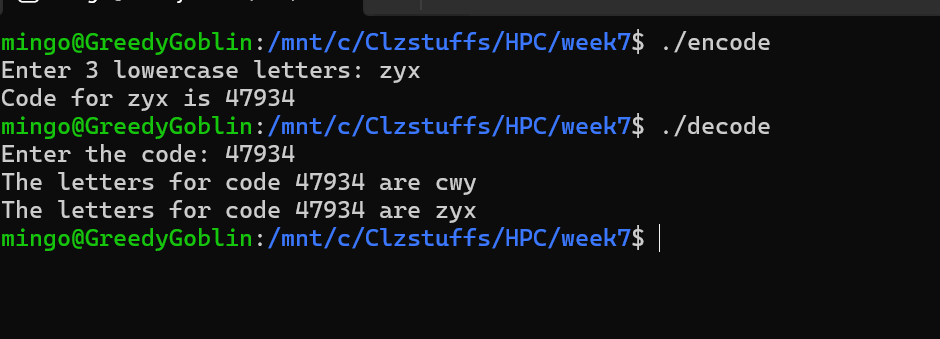 mingo@GreedyGoblin:/mnt/c/Clzstuffs/HPC/week7$ ./encode
Enter 3 lowercase letters: zyx
Code for zyx is 47934
mingo@GreedyGoblin:/mnt/c/Clzstuffs/HPC/week7$ ./decode
Enter the code: 47934
The letters for code 47934 are cwy
The letters for code 47934 are zyx
mingo@GreedyGoblin:/mnt/c/Clzstuffs/HPC/week7$